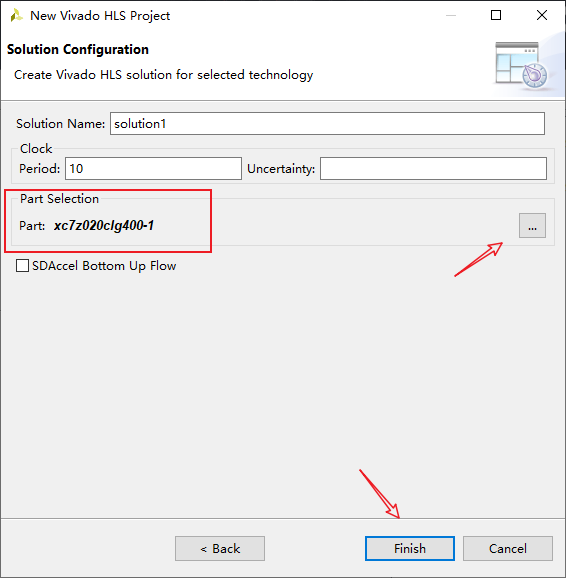 New Vivado HLS Project
Solution Configuration
Create Vivado HLS solution for selected technology
Solution Name: solution1
Clock
Period: 10 Uncertainty:
Part Selection
Part: xc7z020clg400-1 ...
SDAccel Bottom Up Flow
< Back Finish Cancel